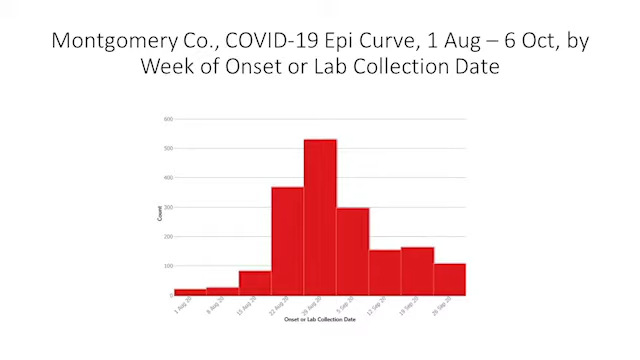 Montgomery Co., COVID-19 Epi Curve, 1 Aug – 6 Oct, by
Week of Onset or Lab Collection Date
600
500
400
300
200
100
0
Count
1 Aug 20
8 Aug 20
15 Aug 20
22 Aug 20
29 Aug 20
5 Sep 20
12 Sep 20
19 Sep 20
26 Sep 20
Onset or Lab Collection Date